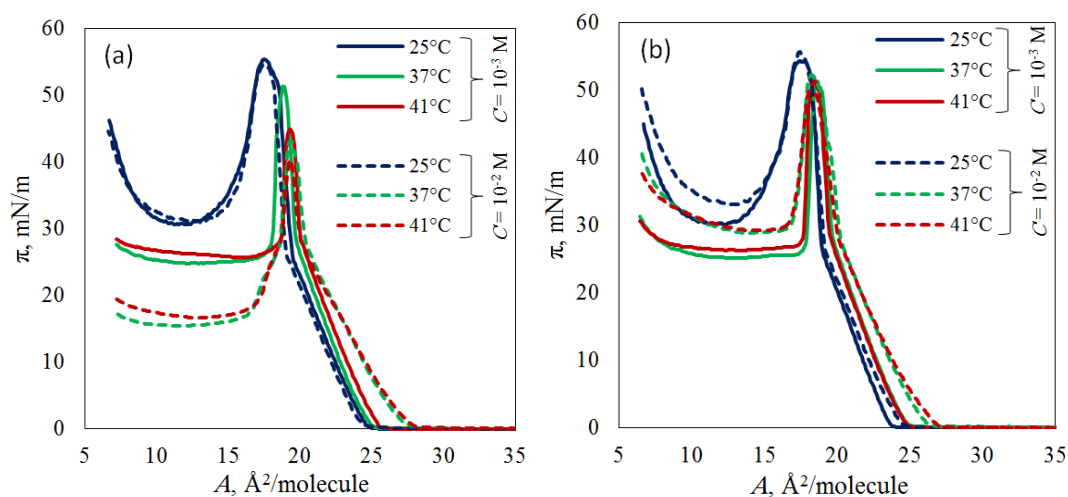 (a)
π, mN/m
60
50
40
30
20
10
0
5 10 15 20 25 30 35
A, Å²/molecule
25°C
37°C
41°C
C = 10⁻³ M
25°C
37°C
41°C
C = 10⁻² M
(b)
π, mN/m
60
50
40
30
20
10
0
5 10 15 20 25 30 35
A, Å²/molecule
25°C
37°C
41°C
C = 10⁻³ M
25°C
37°C
41°C
C = 10⁻² M